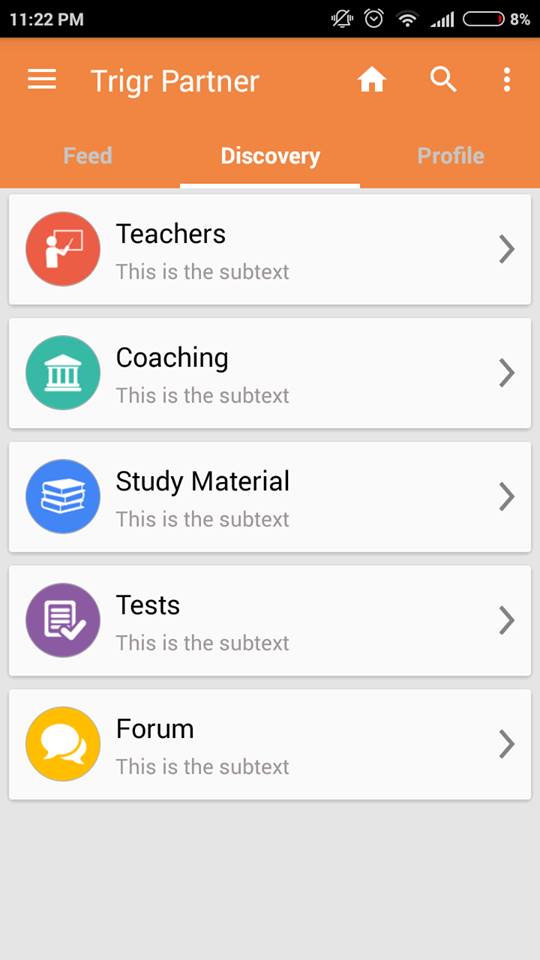 11:22 PM 8%
Trigr Partner
Feed Discovery Profile
Teachers
This is the subtext
Coaching
This is the subtext
Study Material
This is the subtext
Tests
This is the subtext
Forum
This is the subtext